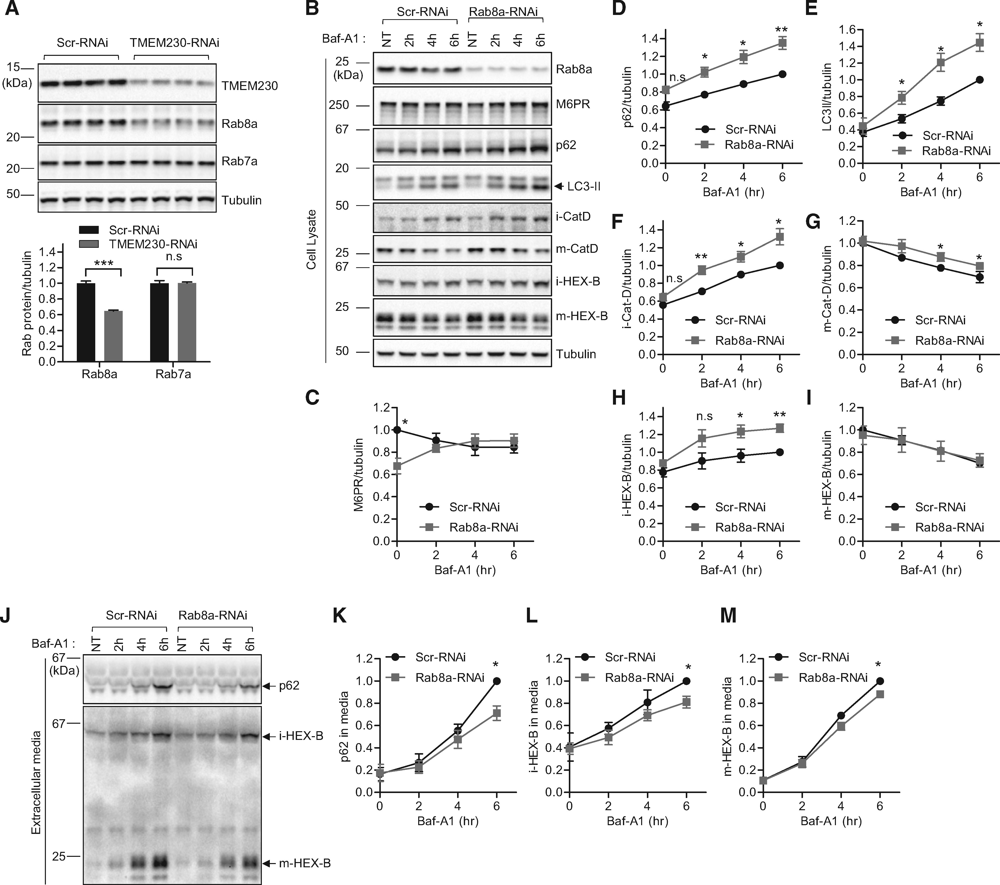 A
Scr-RNAi TMEM230-RNAi
15
(kDa)
TMEM230
Rab8a
20
Rab7a
20
50
Tubulin
Scr-RNAi
TMEM230-RNAi
Rab protein/tubulin
1.4
1.2
1.0
0.8
0.6
0.4
0.2
0.0
*** n.s
Rab8a Rab7a
B
Scr-RNAi Rab8a-RNAi
Baf-A1 : NT 2h 4h 6h NT 2h 4h 6h
Cell Lysate
25
(kDa)
Rab8a
250
M6PR
67
p62
20
LC3-II
50
i-CatD
25
m-CatD
67
i-HEX-B
25
m-HEX-B
50
Tubulin
C
M6PR/tubulin
1.2
1.0
0.8
0.6
0.4
0.2
0.0
*
Scr-RNAi
Rab8a-RNAi
0 2 4 6
Baf-A1 (hr)
D
p62/tubulin
1.4
1.2
1.0
0.8
0.6
0.4
0.2
0.0
n.s * * **
Scr-RNAi
Rab8a-RNAi
0 2 4 6
Baf-A1 (hr)
E
LC3II/tubulin
1.6
1.4
1.2
1.0
0.8
0.6
0.4
0.2
0.0
* * *
Scr-RNAi
Rab8a-RNAi
0 2 4 6
Baf-A1 (hr)
F
i-Cat-D/tubulin
1.4
1.2
1.0
0.8
0.6
0.4
0.2
0.0
n.s ** * *
Scr-RNAi
Rab8a-RNAi
0 2 4 6
Baf-A1 (hr)
G
m-Cat-D/tubulin
1.2
1.0
0.8
0.6
0.4
0.2
0.0
* *
Scr-RNAi
Rab8a-RNAi
0 2 4 6
Baf-A1 (hr)
H
i-HEX-B/tubulin
1.4
1.2
1.0
0.8
0.6
0.4
0.2
0.0
n.s * **
Scr-RNAi
Rab8a-RNAi
0 2 4 6
Baf-A1 (hr)
I
m-HEX-B/tubulin
1.2
1.0
0.8
0.6
0.4
0.2
0.0
Scr-RNAi
Rab8a-RNAi
0 2 4 6
Baf-A1 (hr)
J
Scr-RNAi Rab8a-RNAi
Baf-A1 : NT 2h 4h 6h NT 2h 4h 6h
Extracellular media
67
(kDa)
p62
67
i-HEX-B
25
m-HEX-B
K
p62 in media
1.2
1.0
0.8
0.6
0.4
0.2
0.0
Scr-RNAi
Rab8a-RNAi
*
0 2 4 6
Baf-A1 (hr)
L
i-HEX-B in media
1.2
1.0
0.8
0.6
0.4
0.2
0.0
Scr-RNAi
Rab8a-RNAi
*
0 2 4 6
Baf-A1 (hr)
M
m-HEX-B in media
1.2
1.0
0.8
0.6
0.4
0.2
0.0
Scr-RNAi
Rab8a-RNAi
*
0 2 4 6
Baf-A1 (hr)